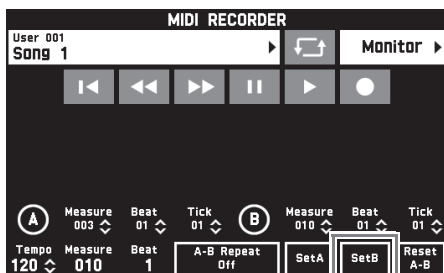 MIDI RECORDER
User 001
Song 1
Monitor
A Measure 003 Beat 01 Tick 01 B Measure 010 Beat 01 Tick 01
Tempo 120 Measure 010 Beat 1 A-B Repeat Off SetA SetB Reset A-B